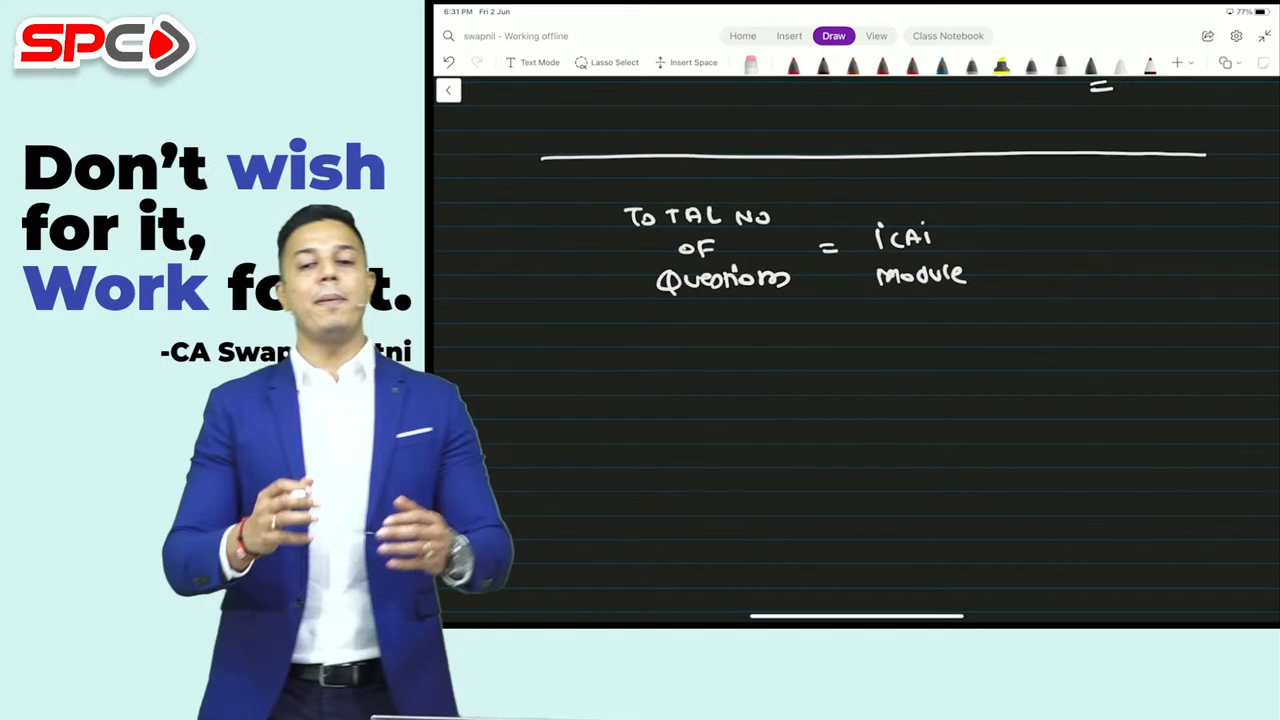 SPC
Don't wish
for it,
Work fo t.
-CA Swap tni
6:31 PM Fri 2 Jun
77%
swapnil - Working offline
Home Insert Draw View Class Notebook
Text Mode Lasso Select Insert Space
=
TOTAL NO
OF
Questions
=
iCAi
Module